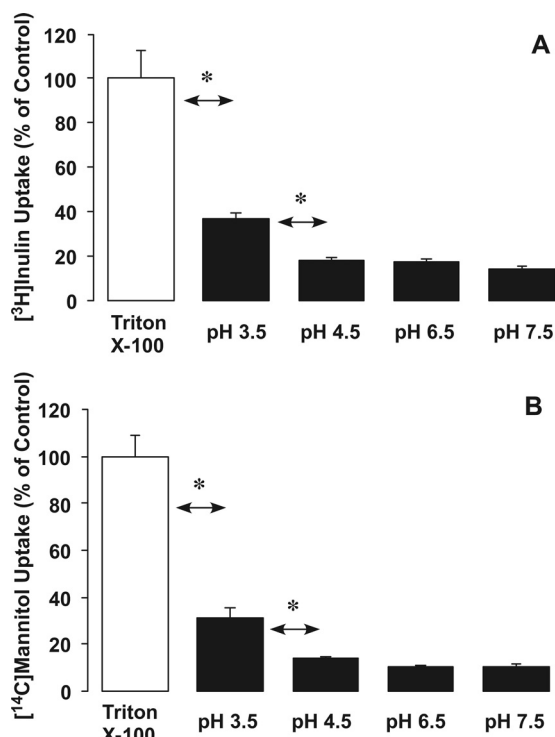 A
[³H]Inulin Uptake (% of Control)
120
100
80
60
40
20
0
*
*
Triton
X-100
pH 3.5
pH 4.5
pH 6.5
pH 7.5
B
[¹⁴C]Mannitol Uptake (% of Control)
120
100
80
60
40
20
0
*
*
Triton
X-100
pH 3.5
pH 4.5
pH 6.5
pH 7.5